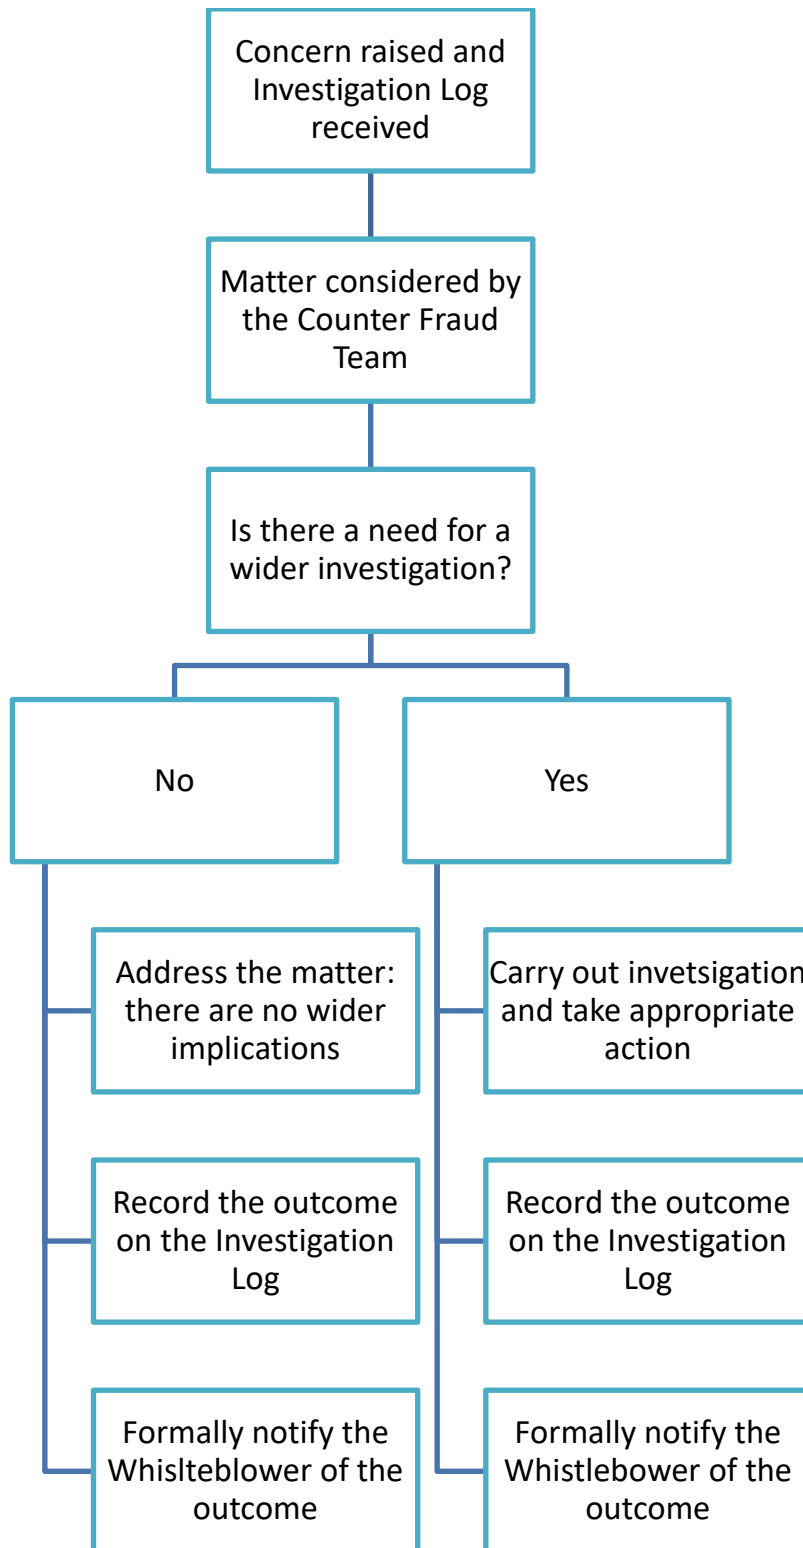 Concern raised and
Investigation Log
received
Matter considered by
the Counter Fraud
Team
Is there a need for a
wider investigation?
No
Yes
Address the matter:
there are no wider
implications
Carry out invetsigation
and take appropriate
action
Record the outcome
on the Investigation
Log
Record the outcome
on the Investigation
Log
Formally notify the
Whislteblower of the
outcome
Formally notify the
Whistlebower of the
outcome